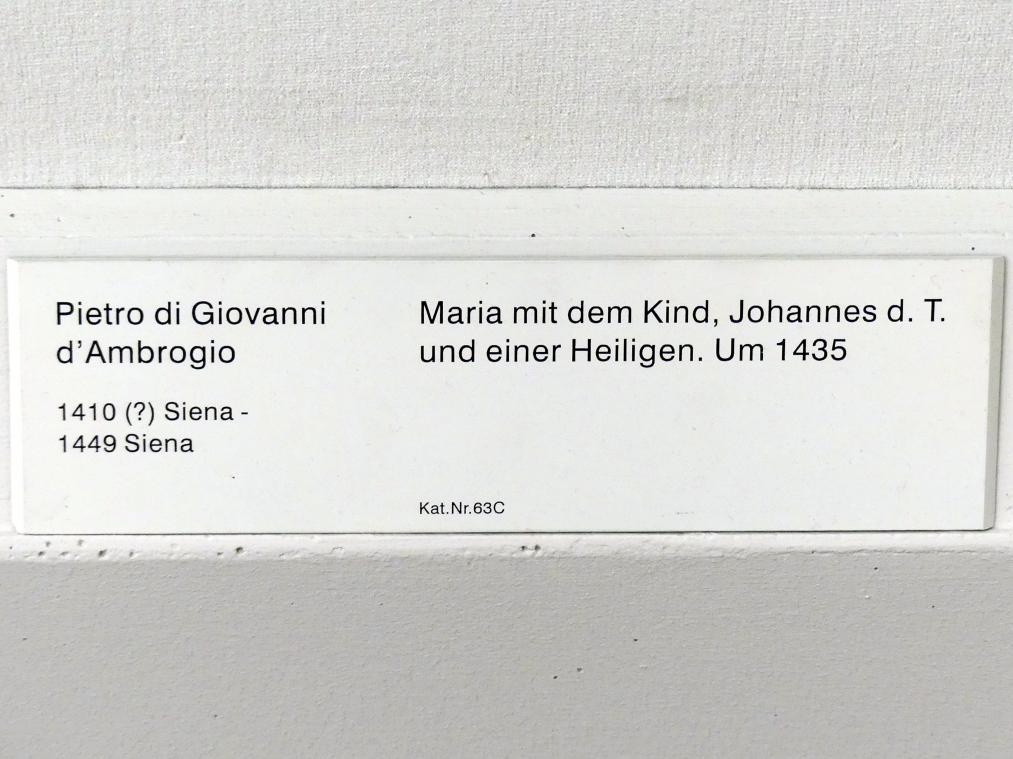 Pietro di Giovanni
d'Ambrogio
1410 (?) Siena -
1449 Siena
Maria mit dem Kind, Johannes d. T.
und einer Heiligen. Um 1435
Kat.Nr.63C